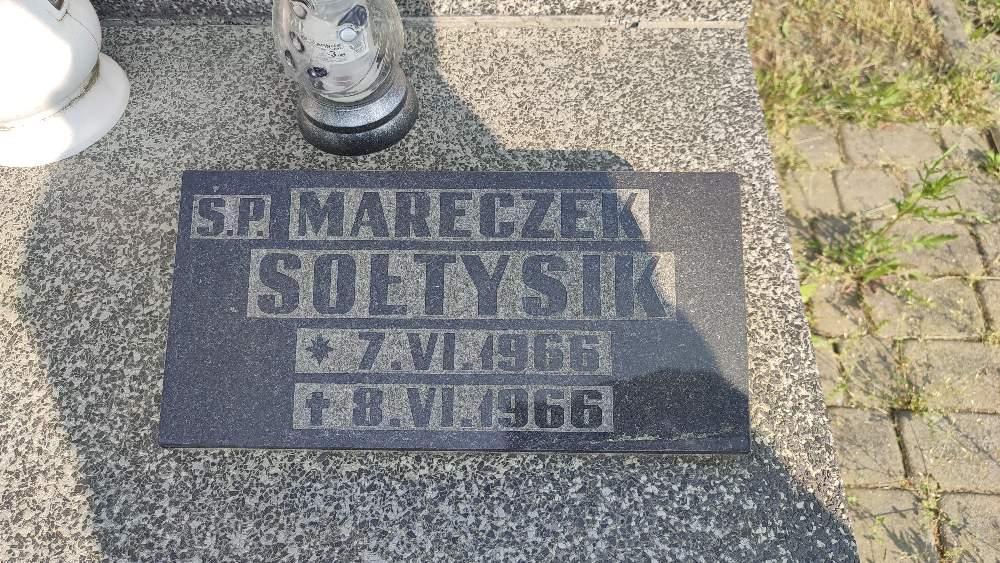 Ś.P. MARECZEK
SOŁTYSIK
* 7.VI.1966
✝ 8.VI.1966